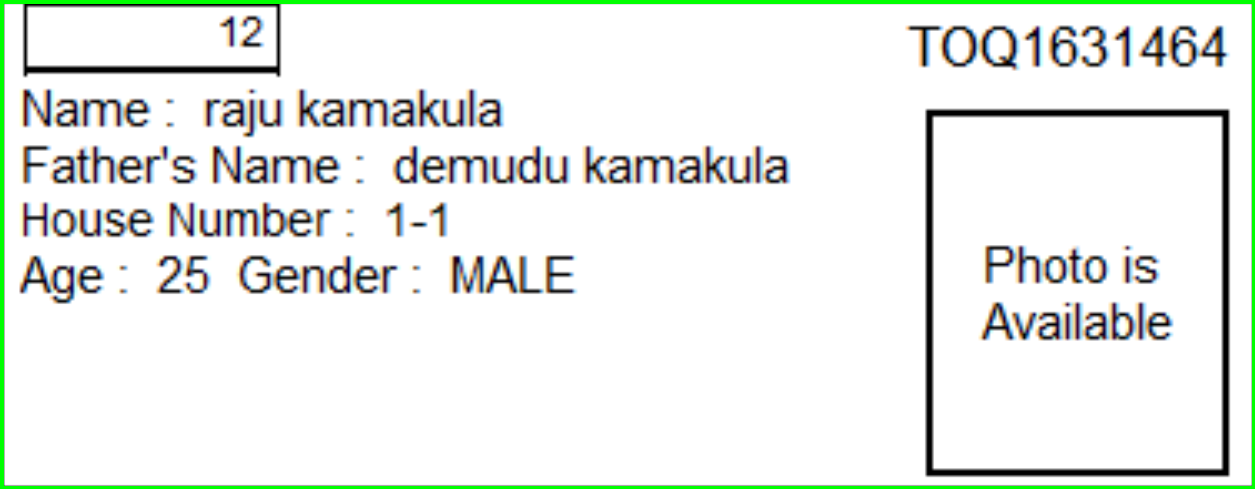 12
TOQ1631464
Name : raju kamakula
Father's Name : demudu kamakula
House Number : 1-1
Age : 25 Gender : MALE
Photo is
Available